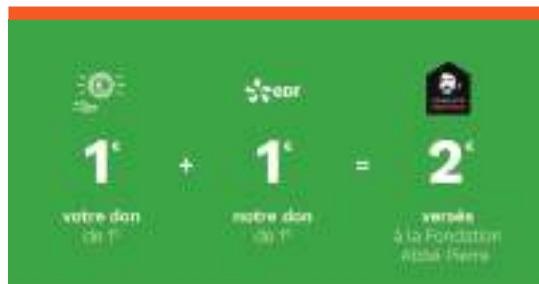 edf
1€ + 1€ = 2€
votre don notre don versés
de 1€ de 1€ à la Fondation
Abbé Pierre